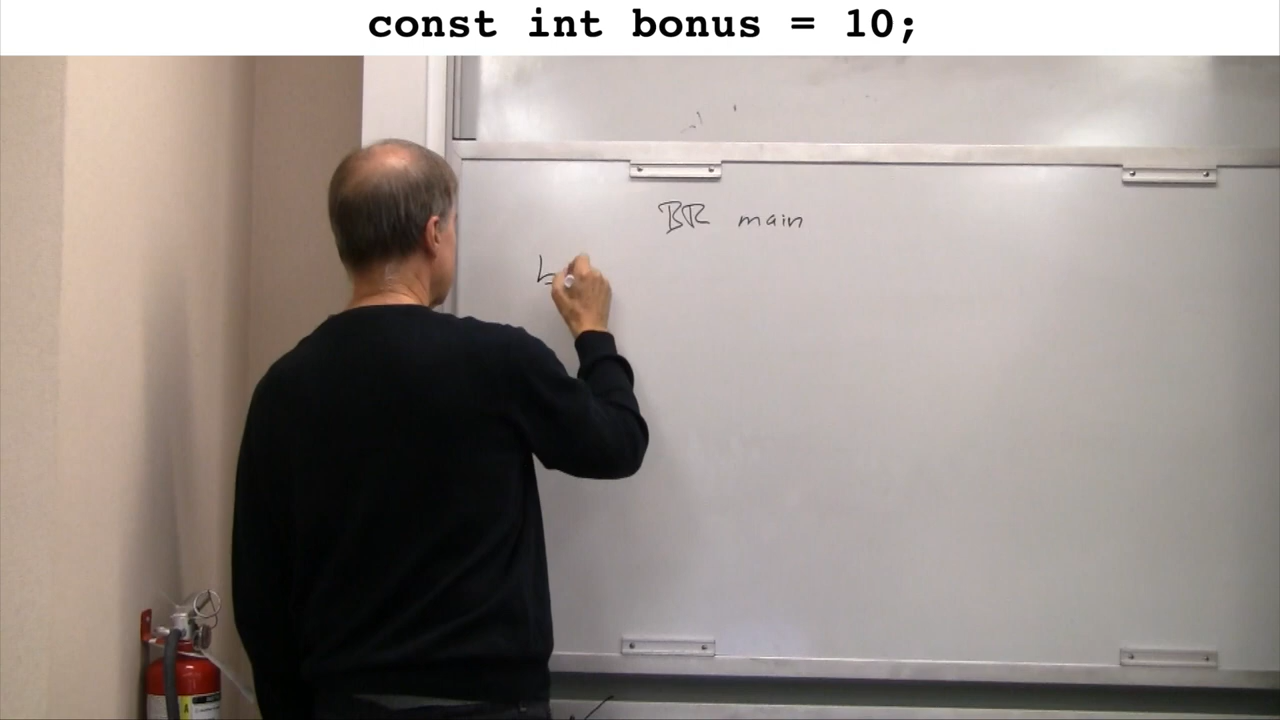 const int bonus = 10;
BR main
b